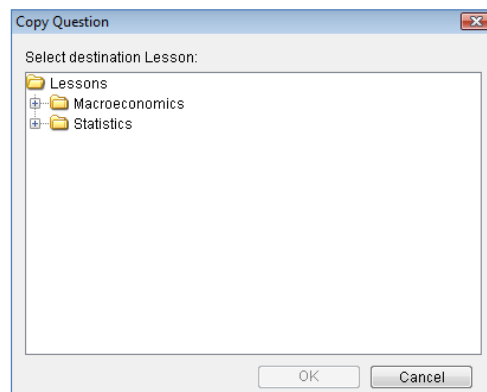 Copy Question
Select destination Lesson:
Lessons
Macroeconomics
Statistics
OK Cancel